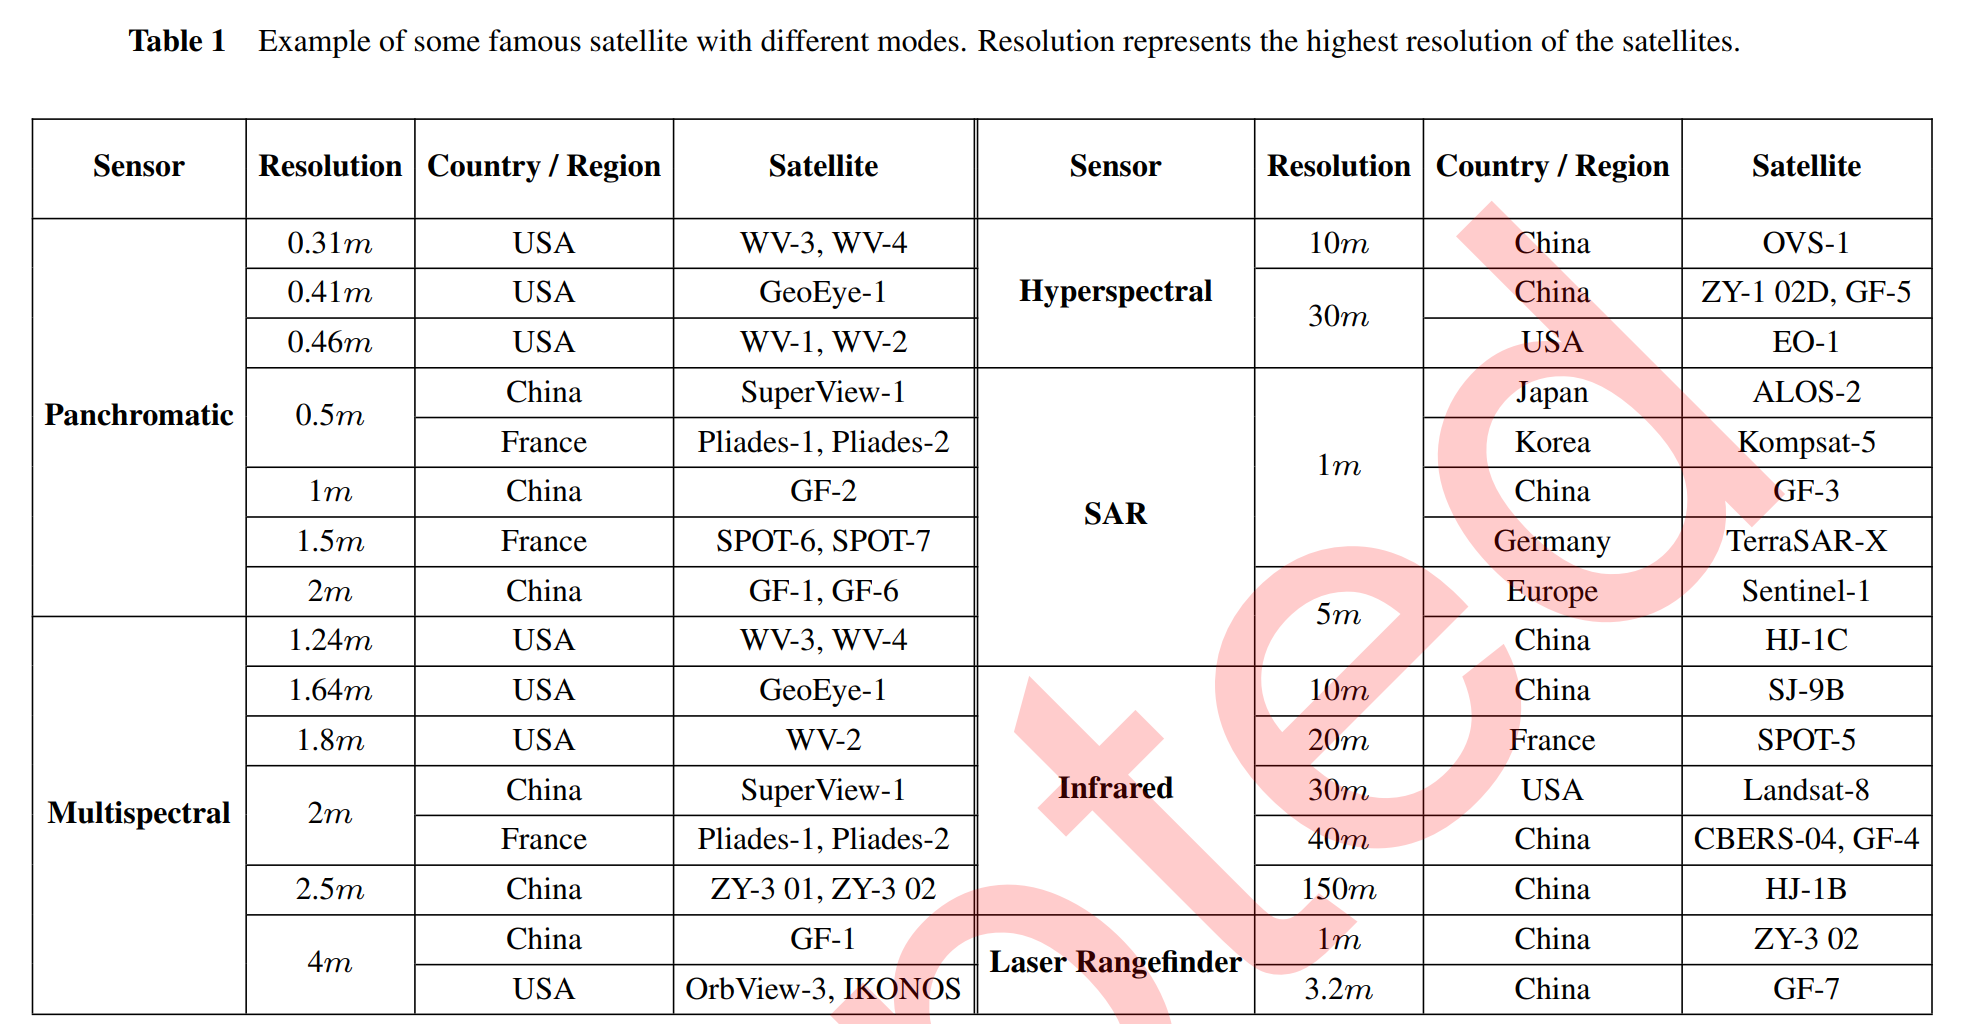 Table 1 Example of some famous satellite with different modes. Resolution represents the highest resolution of the satellites.
Sensor Resolution Country / Region Satellite Sensor Resolution Country / Region Satellite
Panchromatic 0.31m USA WV-3, WV-4 Hyperspectral 10m China OVS-1
0.41m USA GeoEye-1 30m China ZY-1 02D, GF-5
0.46m USA WV-1, WV-2 USA EO-1
0.5m China SuperView-1 SAR 1m Japan ALOS-2
France Pliades-1, Pliades-2 Korea Kompsat-5
1m China GF-2 China GF-3
1.5m France SPOT-6, SPOT-7 Germany TerraSAR-X
2m China GF-1, GF-6 5m Europe Sentinel-1
Multispectral 1.24m USA WV-3, WV-4 China HJ-1C
1.64m USA GeoEye-1 Infrared 10m China SJ-9B
1.8m USA WV-2 20m France SPOT-5
2m China SuperView-1 30m USA Landsat-8
France Pliades-1, Pliades-2 40m China CBERS-04, GF-4
2.5m China ZY-3 01, ZY-3 02 150m China HJ-1B
4m China GF-1 Laser Rangefinder 1m China ZY-3 02
USA OrbView-3, IKONOS 3.2m China GF-7